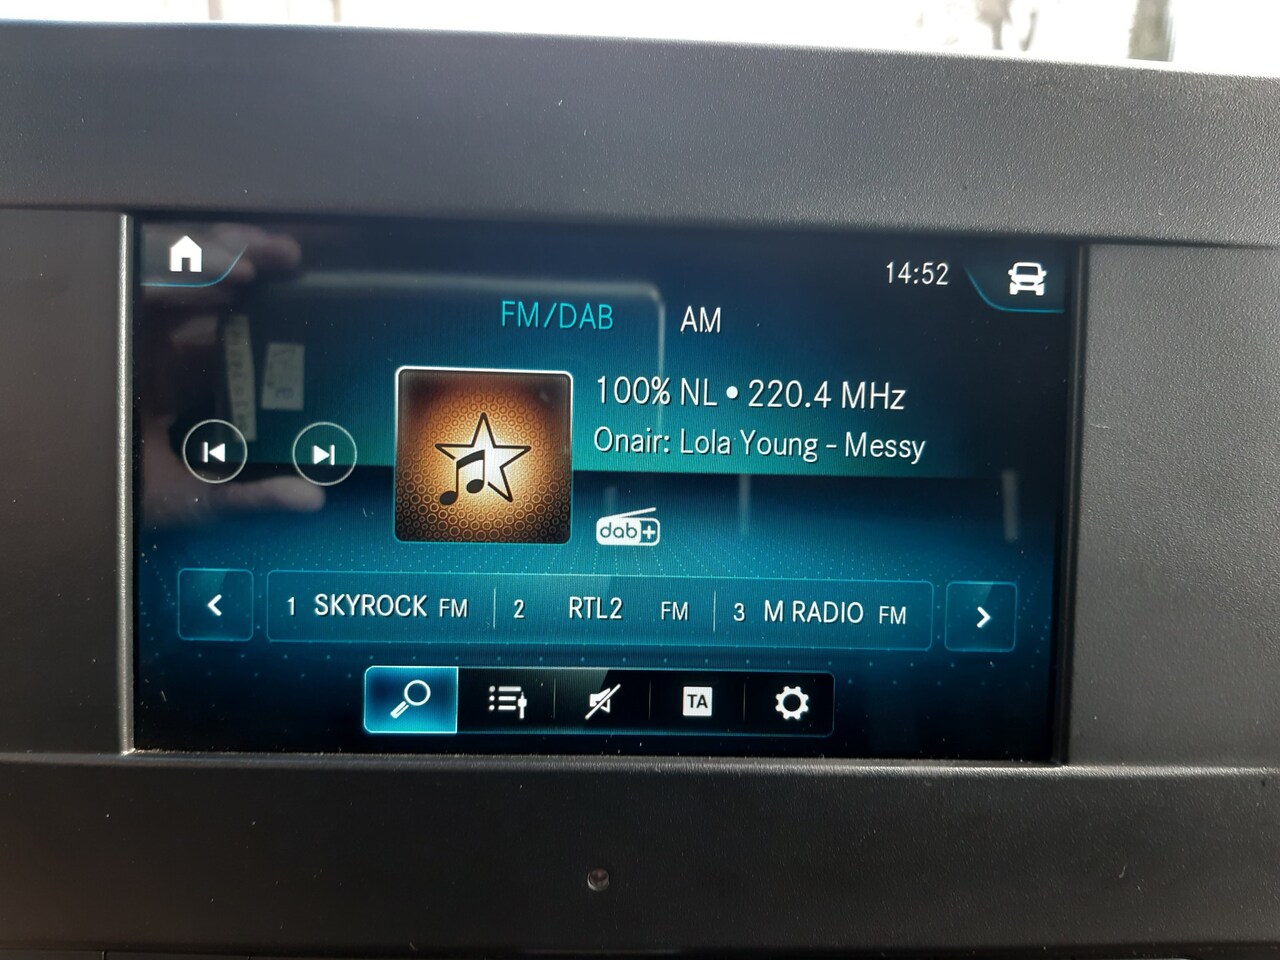 14:52
FM/DAB AM
100% NL • 220.4 MHz
Onair: Lola Young - Messy
dab+
1 SKYROCK FM 2 RTL2 FM 3 M RADIO FM
TA